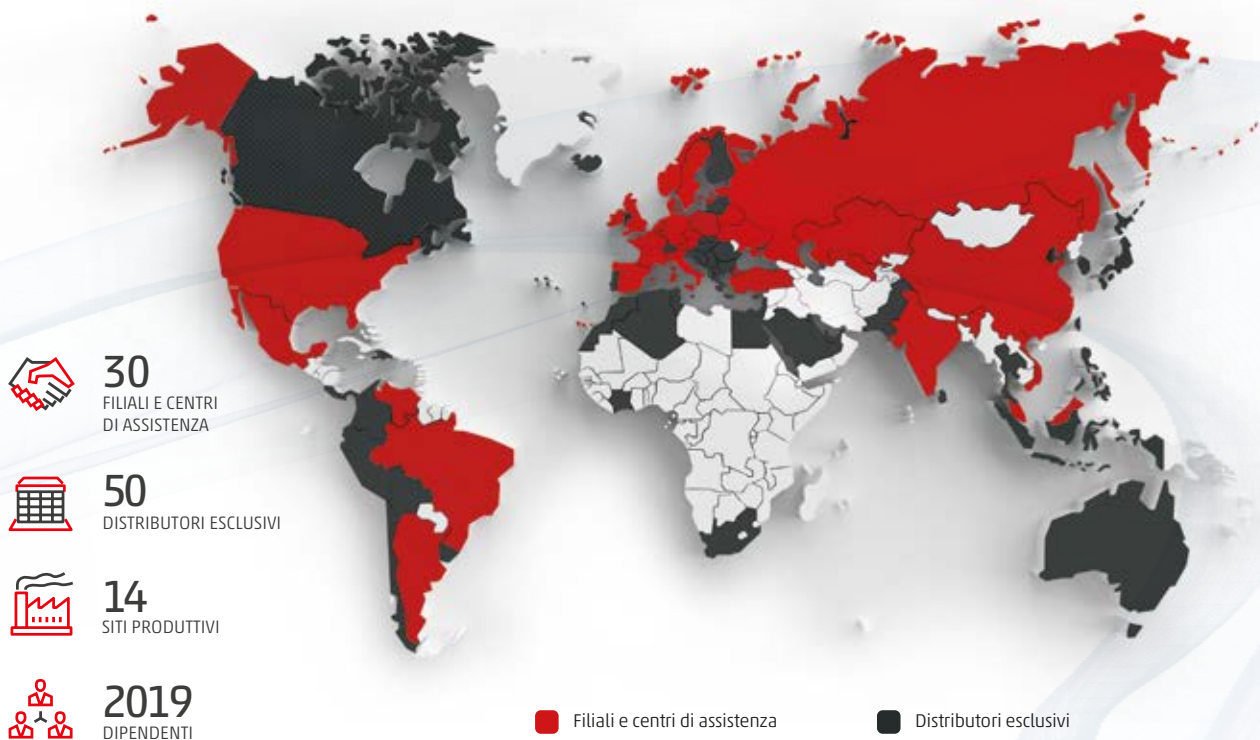 30
FILIALI E CENTRI
DI ASSISTENZA
50
DISTRIBUTORI ESCLUSIVI
14
SITI PRODUTTIVI
2019
DIPENDENTI
Filiali e centri di assistenza
Distributori esclusivi